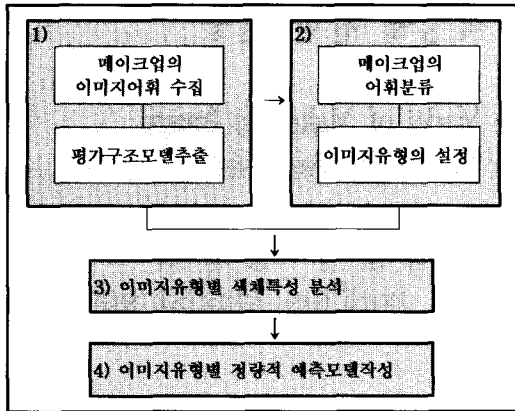 1)
메이크업의
이미지어휘 수집
평가구조모델추출
→
2)
메이크업의
어휘분류
이미지유형의 설정
↓
3) 이미지유형별 색채특성 분석
↓
4) 이미지유형별 정량적 예측모델작성